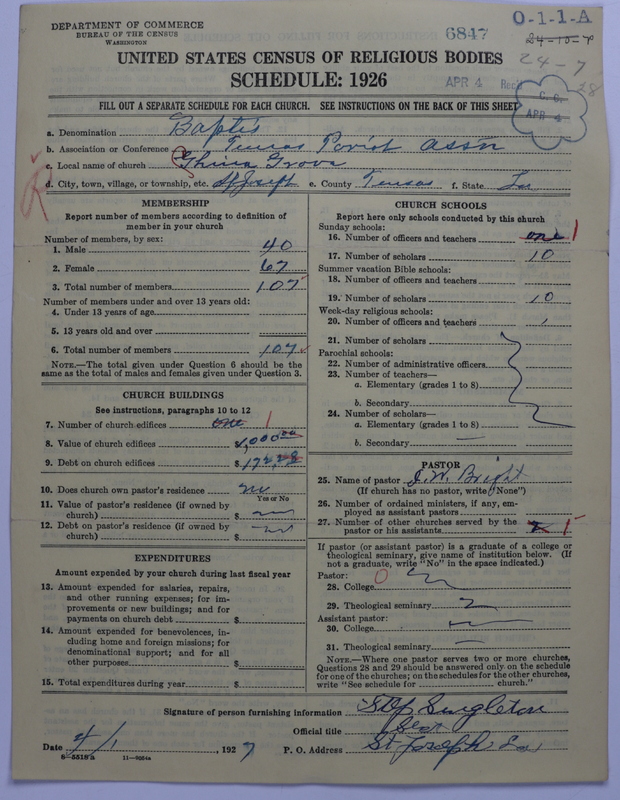 DEPARTMENT OF COMMERCE
BUREAU OF THE CENSUS
WASHINGTON
6847
O-1-1-A
24-7
UNITED STATES CENSUS OF RELIGIOUS BODIES
SCHEDULE: 1926
APR 4 Rec'd
C. C.
APR 4
FILL OUT A SEPARATE SCHEDULE FOR EACH CHURCH. SEE INSTRUCTIONS ON THE BACK OF THIS SHEET
a. Denomination Baptis
b. Association or Conference Tensas Parish assn
c. Local name of church Grova
d. City, town, village, or township, etc. St Joseph e. County Tensas f. State La
MEMBERSHIP
Report number of members according to definition of member in your church
Number of members, by sex:
1. Male 40
2. Female 67
3. Total number of members 107
Number of members under and over 13 years old:
4. Under 13 years of age
5. 13 years old and over
6. Total number of members 107
NOTE.—The total given under Question 6 should be the same as the total of males and females given under Question 3.
CHURCH BUILDINGS
See instructions, paragraphs 10 to 12
7. Number of church edifices one 1
8. Value of church edifices $1,000.00
9. Debt on church edifices $
10. Does church own pastor's residence no
Yes or No
11. Value of pastor's residence (if owned by church) $
12. Debt on pastor's residence (if owned by church) $
EXPENDITURES
Amount expended by your church during last fiscal year
13. Amount expended for salaries, repairs, and other running expenses; for improvements or new buildings; and for payments on church debt $
14. Amount expended for benevolences, including home and foreign missions; for denominational support; and for all other purposes $
15. Total expenditures during year $
CHURCH SCHOOLS
Report here only schools conducted by this church
Sunday schools:
16. Number of officers and teachers one 1
17. Number of scholars 10
Summer vacation Bible schools:
18. Number of officers and teachers
19. Number of scholars 10
Week-day religious schools:
20. Number of officers and teachers
21. Number of scholars
Parochial schools:
22. Number of administrative officers
23. Number of teachers—
a. Elementary (grades 1 to 8)
b. Secondary
24. Number of scholars—
a. Elementary (grades 1 to 8)
b. Secondary
PASTOR
25. Name of pastor J. W. Bright
(If church has no pastor, write "None")
26. Number of ordained ministers, if any, employed as assistant pastors
27. Number of other churches served by the pastor or his assistants 1
If pastor (or assistant pastor) is a graduate of a college or theological seminary, give name of institution below. (If not a graduate, write "No" in the space indicated.)
Pastor:
28. College
29. Theological seminary
Assistant pastor:
30. College
31. Theological seminary
NOTE.—Where one pastor serves two or more churches, Questions 28 and 29 should be answered only on the schedule for one of the churches; on the schedules for the other churches, write "See schedule for church."
Signature of person furnishing information Singleton
Official title
Date 4/1, 1927 P. O. Address St Joseph La
8-5519a 11-9264a